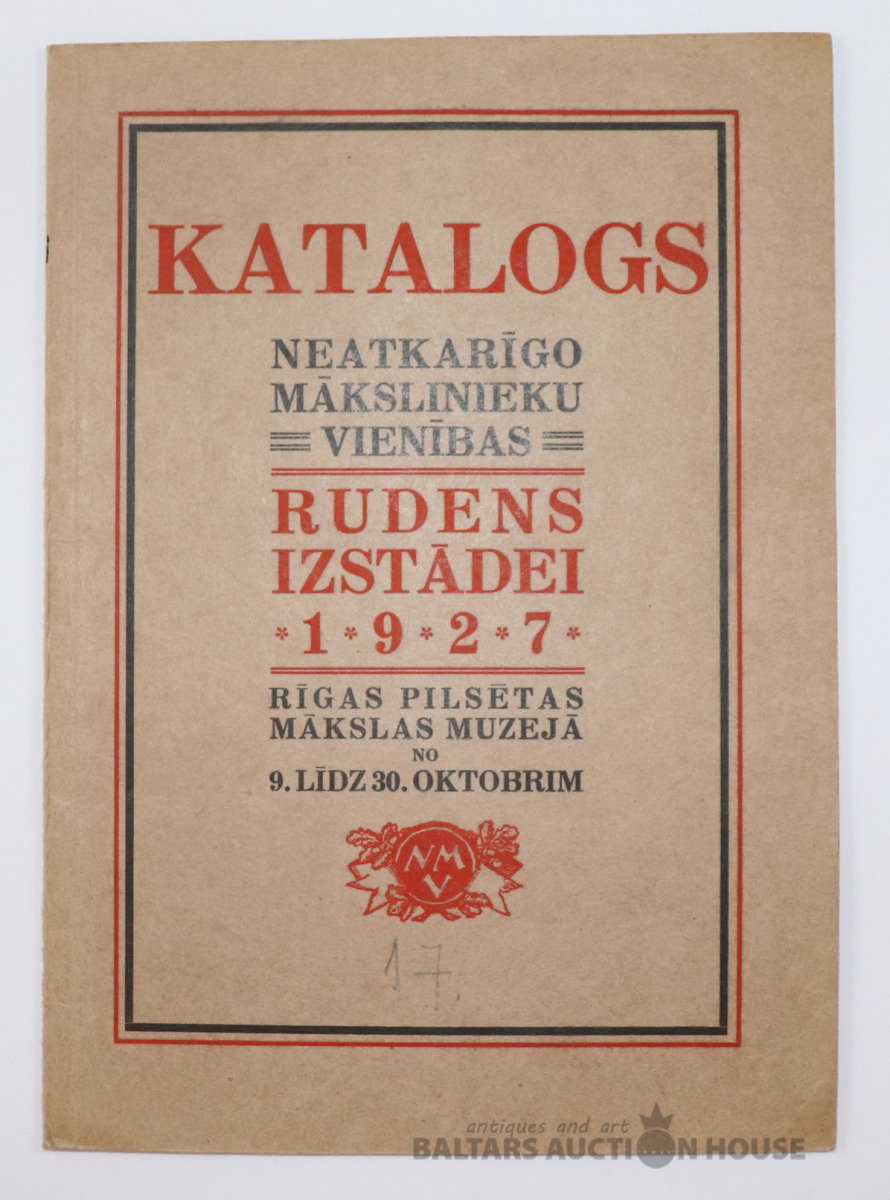 KATALOGS
NEATKARĪGO
MĀKSLINIEKU
VIENĪBAS
RUDENS
IZSTĀDEI
* 1 * 9 * 2 * 7 *
RĪGAS PILSĒTAS
MĀKSLAS MUZEJĀ
NO
9. LĪDZ 30. OKTOBRIM
NM
V
17.
antiques and art
BALTARS AUCTION HOUSE